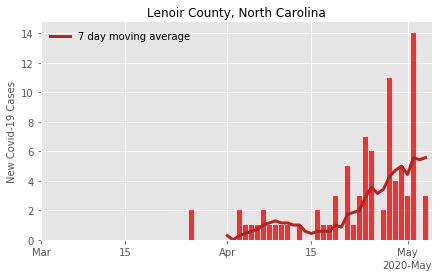 Lenoir County, North Carolina
7 day moving average
New Covid-19 Cases
14
12
10
8
6
4
2
0
Mar
15
Apr
15
May
2020-May